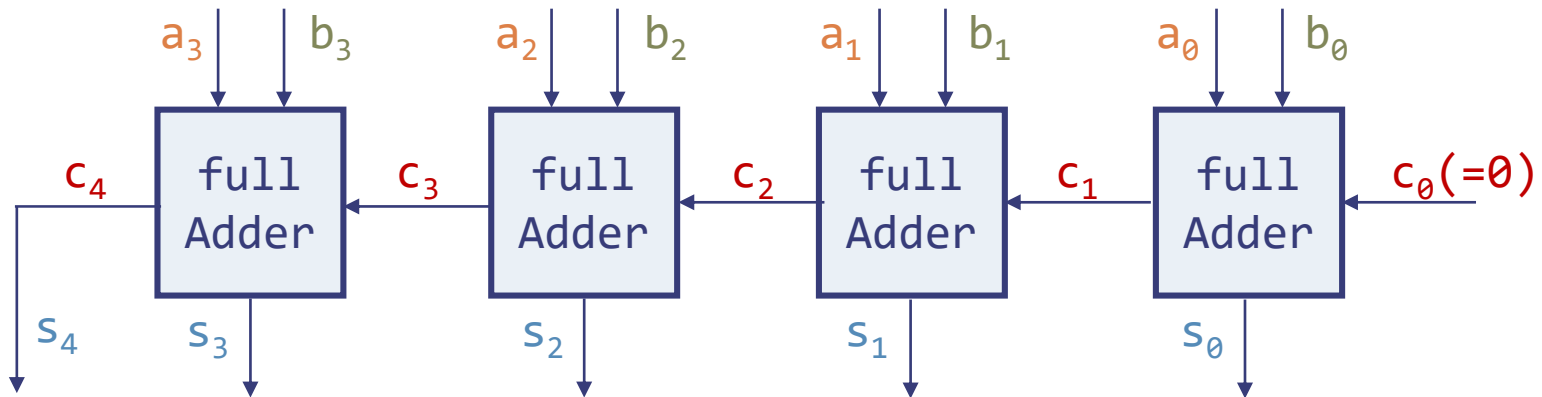 a₃ b₃ a₂ b₂ a₁ b₁ a₀ b₀
c₄ full Adder c₃ full Adder c₂ full Adder c₁ full Adder c₀(=0)
s₄ s₃ s₂ s₁ s₀